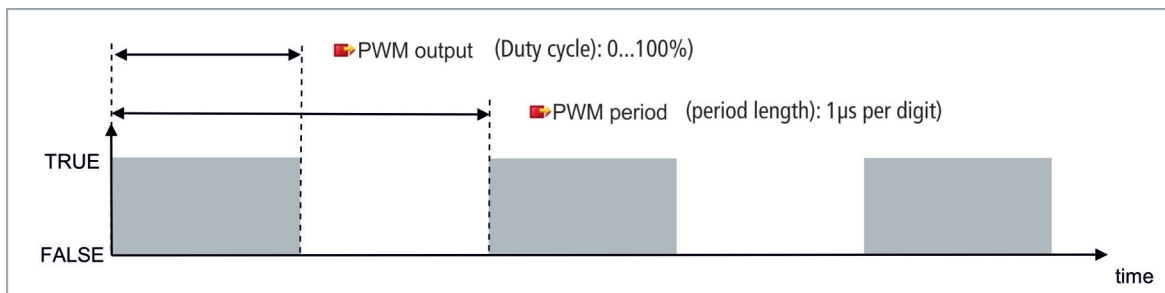 PWM output (Duty cycle): 0...100%)
PWM period (period length): 1µs per digit)
TRUE
FALSE
time